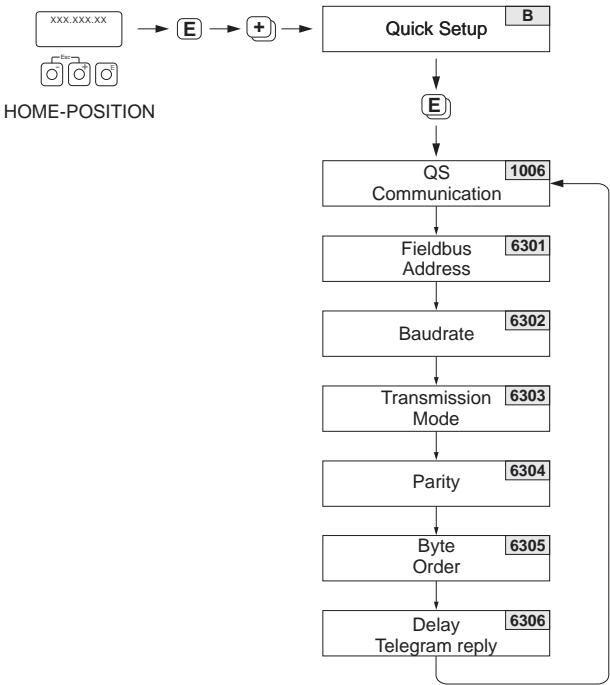 XXX.XXX.XX
E
+
Quick Setup
B
Esc
-
+
E
HOME-POSITION
E
QS
Communication
1006
Fieldbus
Address
6301
Baudrate
6302
Transmission
Mode
6303
Parity
6304
Byte
Order
6305
Delay
Telegram reply
6306